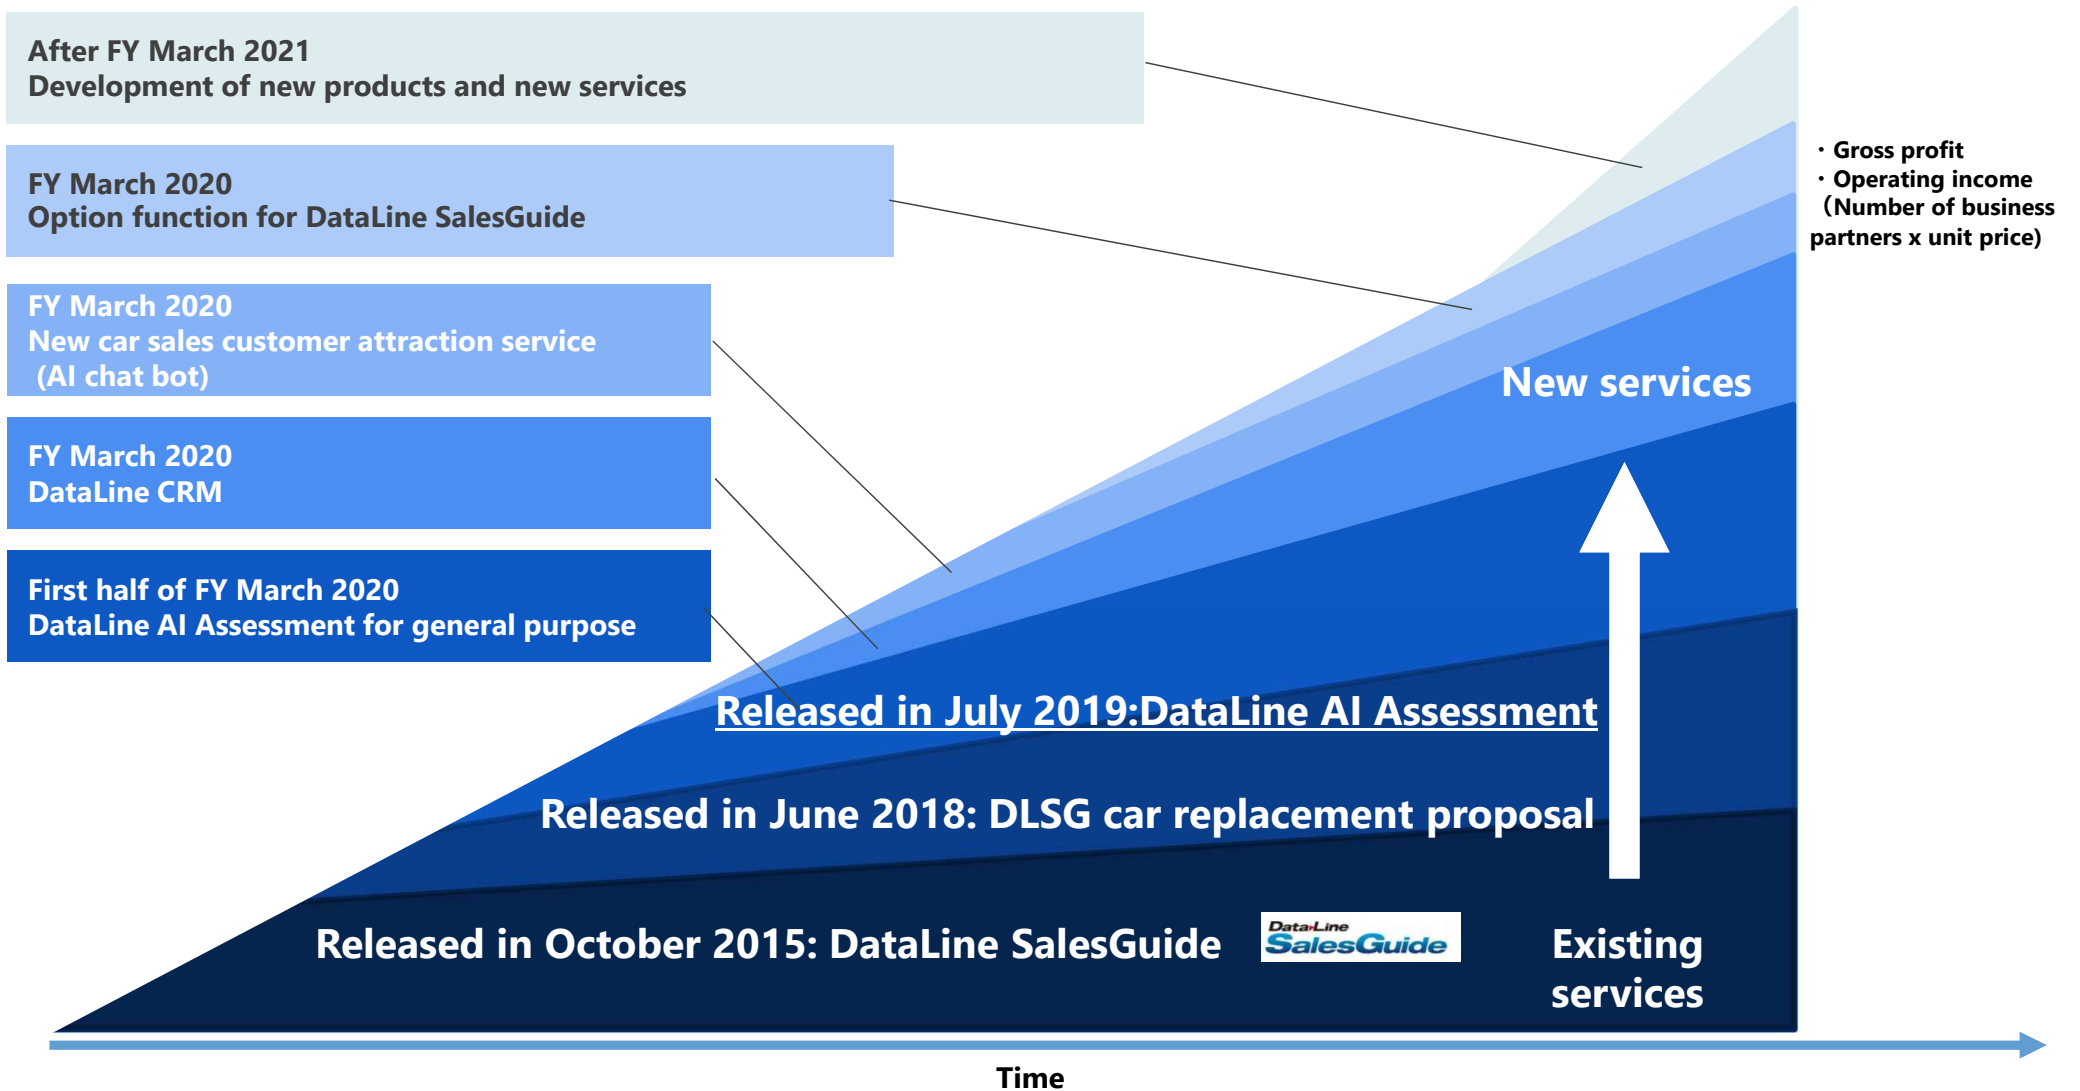 After FY March 2021
Development of new products and new services
FY March 2020
Option function for DataLine SalesGuide
FY March 2020
New car sales customer attraction service
(AI chat bot)
FY March 2020
DataLine CRM
First half of FY March 2020
DataLine AI Assessment for general purpose
・Gross profit
・Operating income
（Number of business
partners x unit price)
New services
Released in July 2019:DataLine AI Assessment
Released in June 2018: DLSG car replacement proposal
Released in October 2015: DataLine SalesGuide
DataLine
SalesGuide
Existing
services
Time